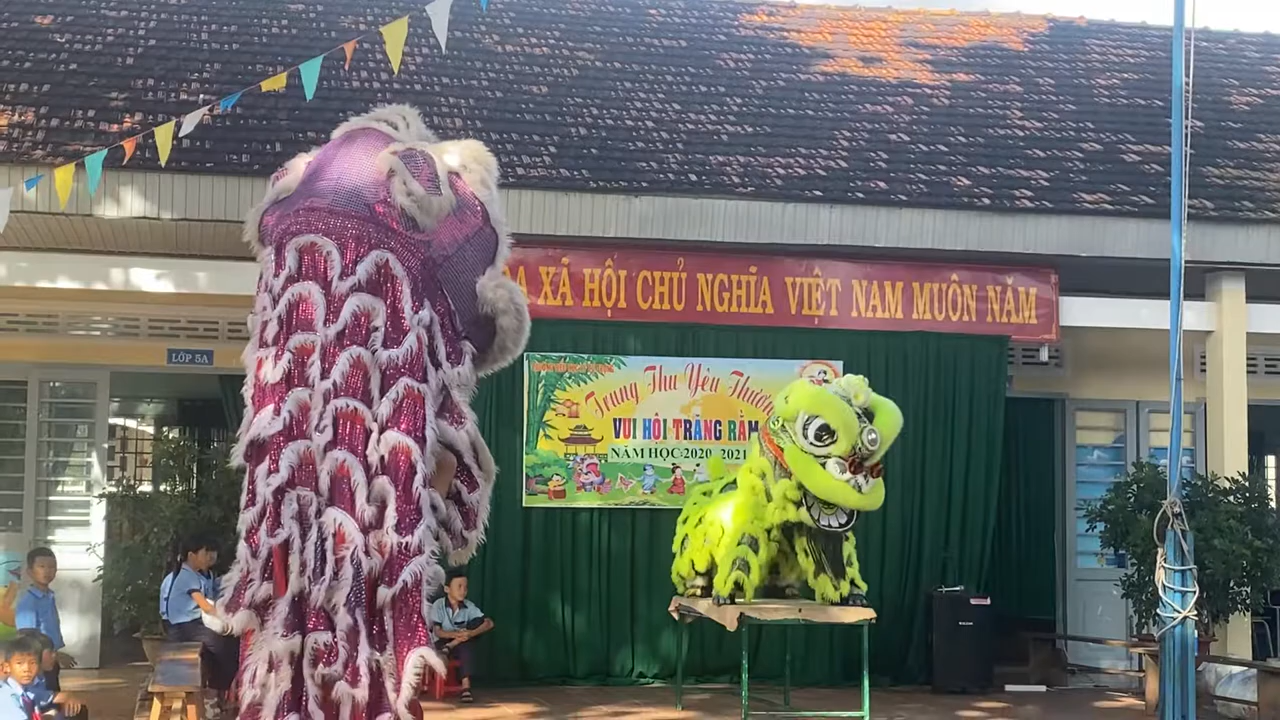 XÃ HỘI CHỦ NGHĨA VIỆT NAM MUÔN NĂM
LỚP 5A
Trung Thu Yêu Thương
VUI HỘI TRĂNG RẰM
NĂM HỌC:2020 2021